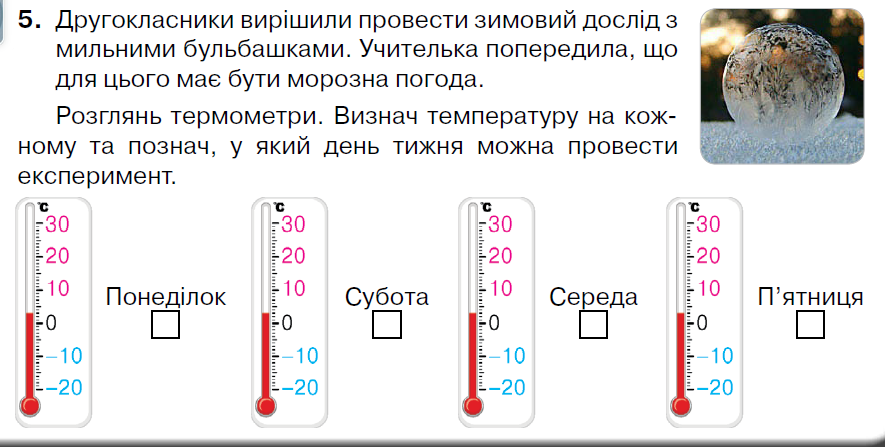 5. Другокласники вирішили провести зимовий дослід з
мильними бульбашками. Учителька попередила, що
для цього має бути морозна погода.
Розглянь термометри. Визнач температуру на кож-
ному та познач, у який день тижня можна провести
експеримент.
°C °C °C °C
30 30 30 30
20 20 20 20
10 10 10 10
Понеділок Субота Середа П’ятниця
0 0 0 0
–10 –10 –10 –10
–20 –20 –20 –20